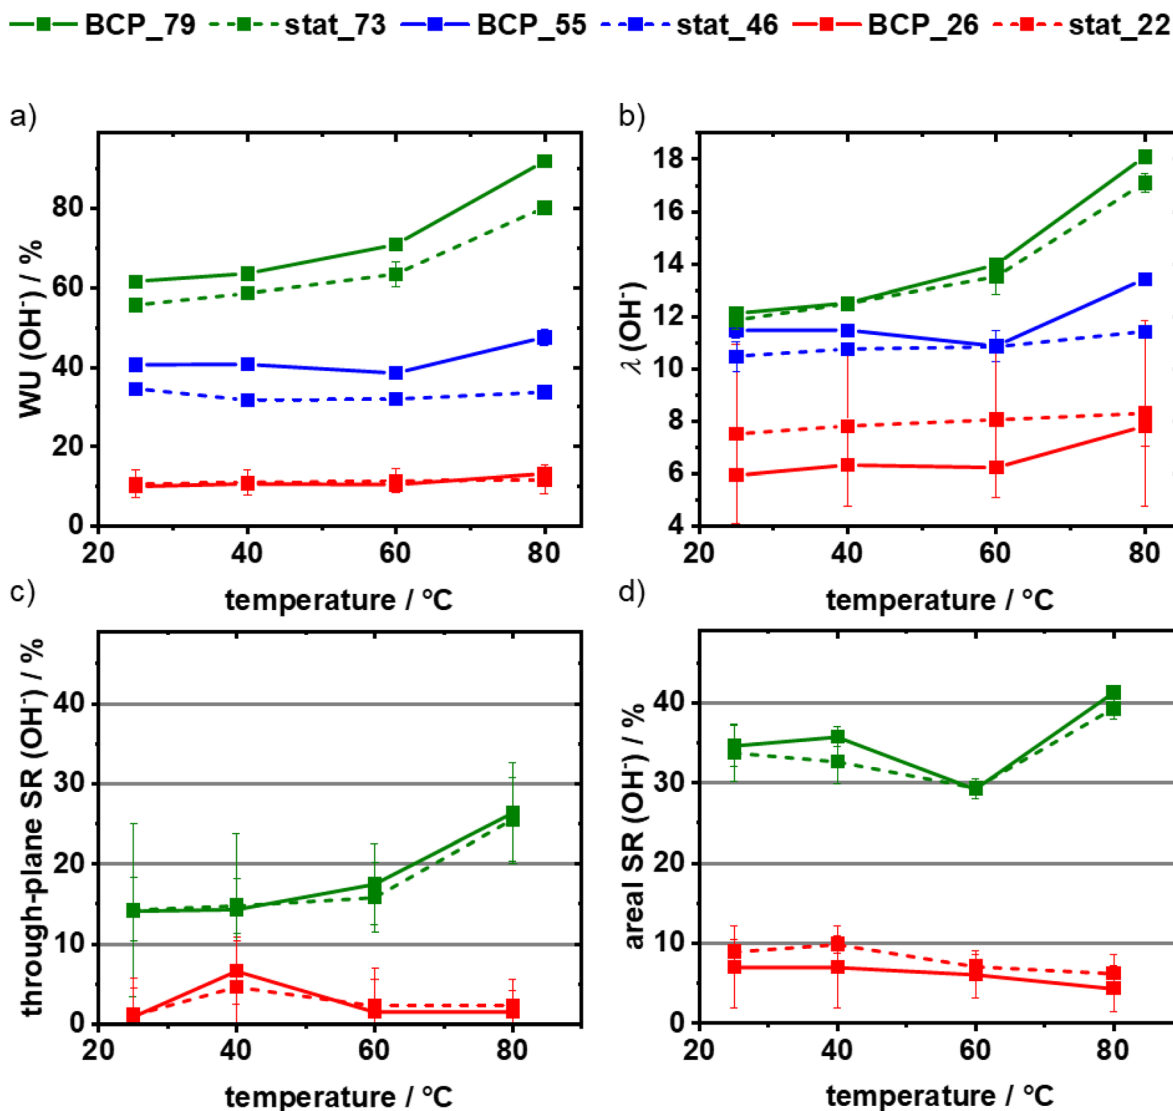 BCP_79 stat_73 BCP_55 stat_46 BCP_26 stat_22
a)
WU (OH⁻) / %
80
60
40
20
0
20 40 60 80
temperature / °C
b)
λ (OH⁻)
18
16
14
12
10
8
6
4
20 40 60 80
temperature / °C
c)
through-plane SR (OH⁻) / %
40
30
20
10
0
20 40 60 80
temperature / °C
d)
areal SR (OH⁻) / %
40
30
20
10
0
20 40 60 80
temperature / °C